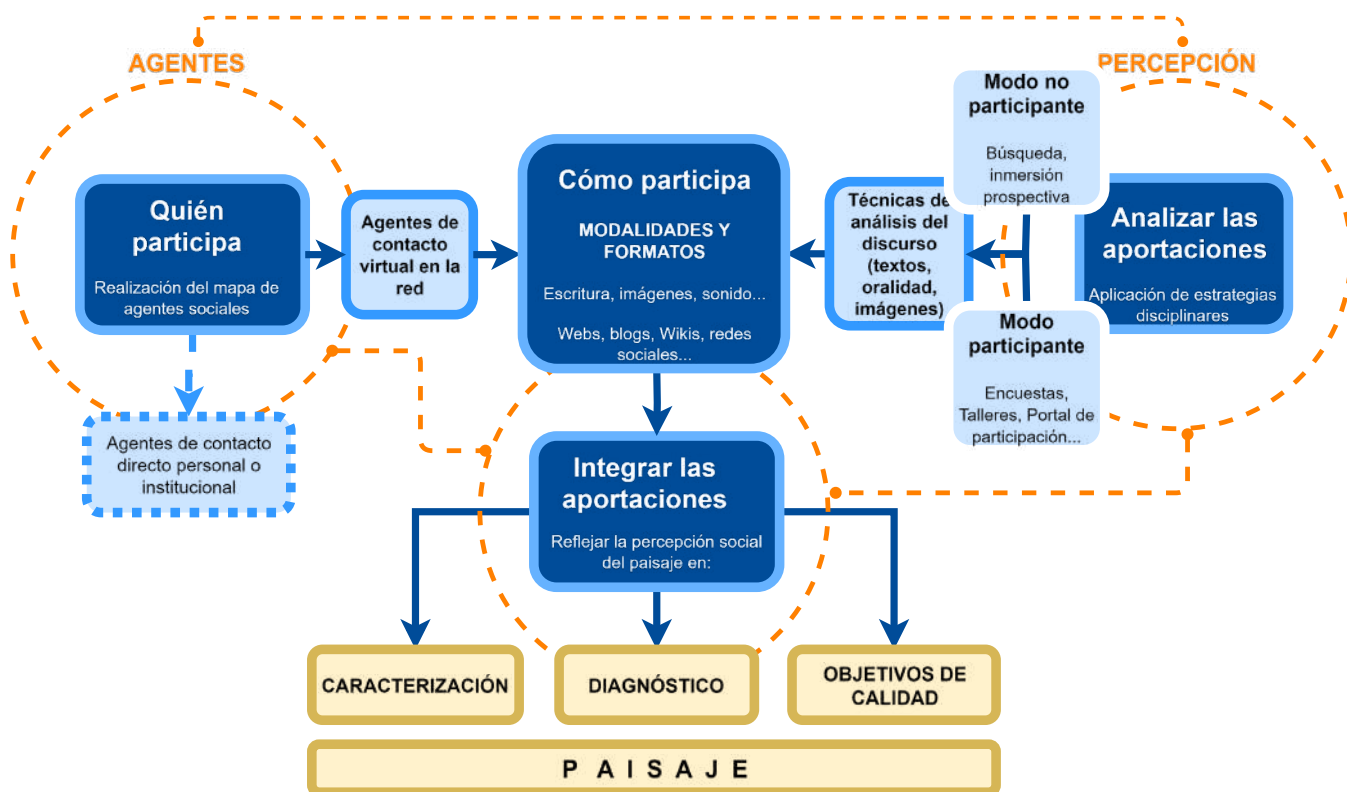 AGENTES
PERCEPCIÓN
Quién
participa
Realización del mapa de
agentes sociales
Agentes de
contacto
virtual en la
red
Agentes de contacto
directo personal o
institucional
Cómo participa
MODALIDADES Y
FORMATOS
Escritura, imágenes, sonido...
Webs, blogs, Wikis, redes
sociales...
Técnicas de
análisis del
discurso
(textos,
oralidad,
imágenes)
Modo no
participante
Búsqueda,
inmersión
prospectiva
Modo
participante
Encuestas,
Talleres, Portal de
participación...
Analizar las
aportaciones
Aplicación de estrategias
disciplinares
Integrar las
aportaciones
Reflejar la percepción social
del paisaje en:
CARACTERIZACIÓN
DIAGNÓSTICO
OBJETIVOS DE
CALIDAD
P A I S A J E